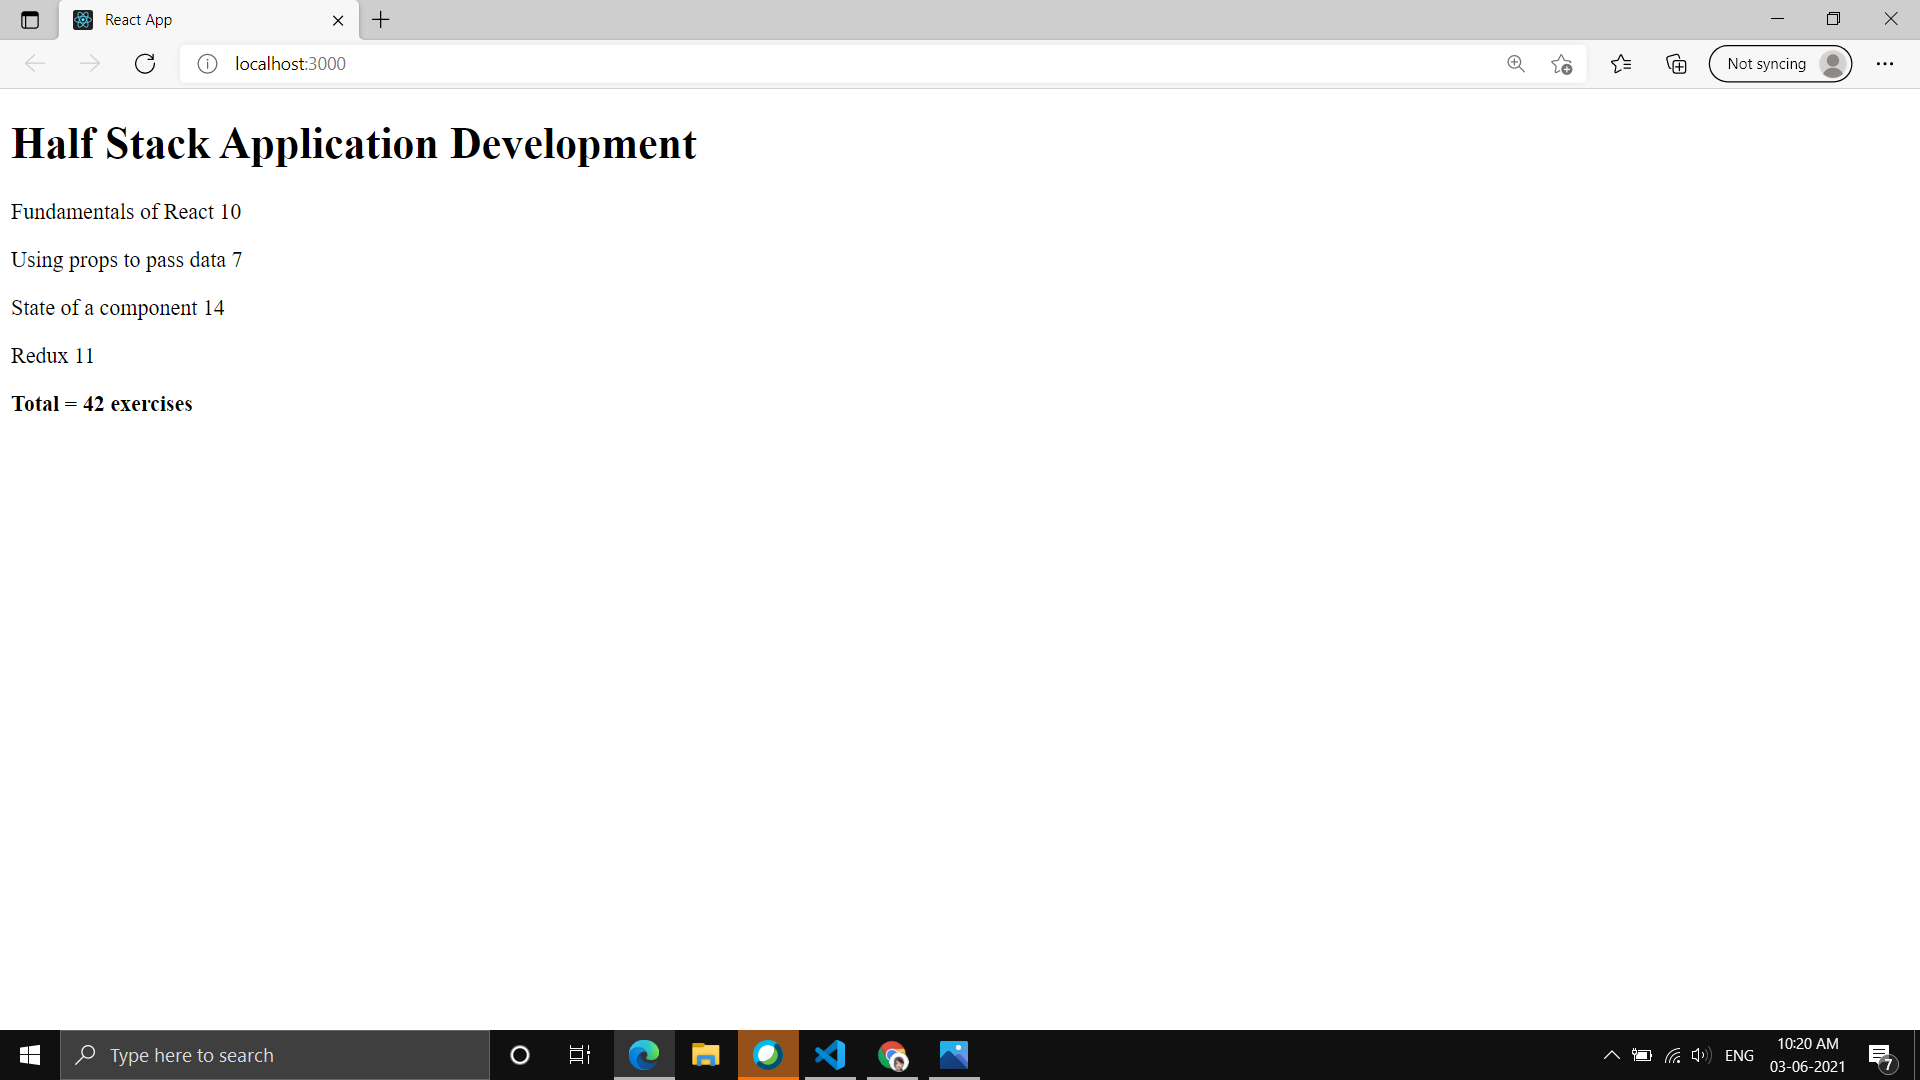 React App
localhost:3000
Not syncing
Half Stack Application Development
Fundamentals of React 10
Using props to pass data 7
State of a component 14
Redux 11
Total = 42 exercises
Type here to search
ENG
10:20 AM
03-06-2021
7